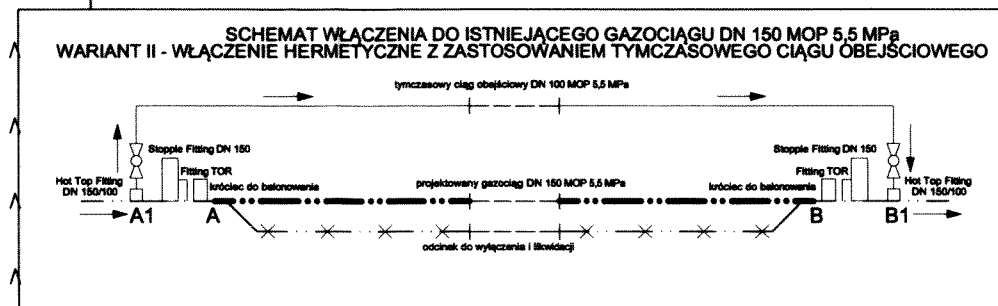 SCHEMAT WŁĄCZENIA DO ISTNIEJĄCEGO GAZOCIĄGU DN 150 MOP 5,5 MPa
WARIANT II - WŁĄCZENIE HERMETYCZNE Z ZASTOSOWANIEM TYMCZASOWEGO CIĄGU OBEJŚCIOWEGO
tymczasowy ciąg obejściowy DN 100 MOP 5,5 MPa
Stopple Fitting DN 150
Stopple Fitting DN 150
Fitting TOR
Fitting TOR
Hot Top Fitting
DN 150/100
króciec do balonowania
projektowany gazociąg DN 150 MOP 5,5 MPa
króciec do balonowania
Hot Top Fitting
DN 150/100
A1
A
B
B1
odcinek do wyłączenia i likwidacji